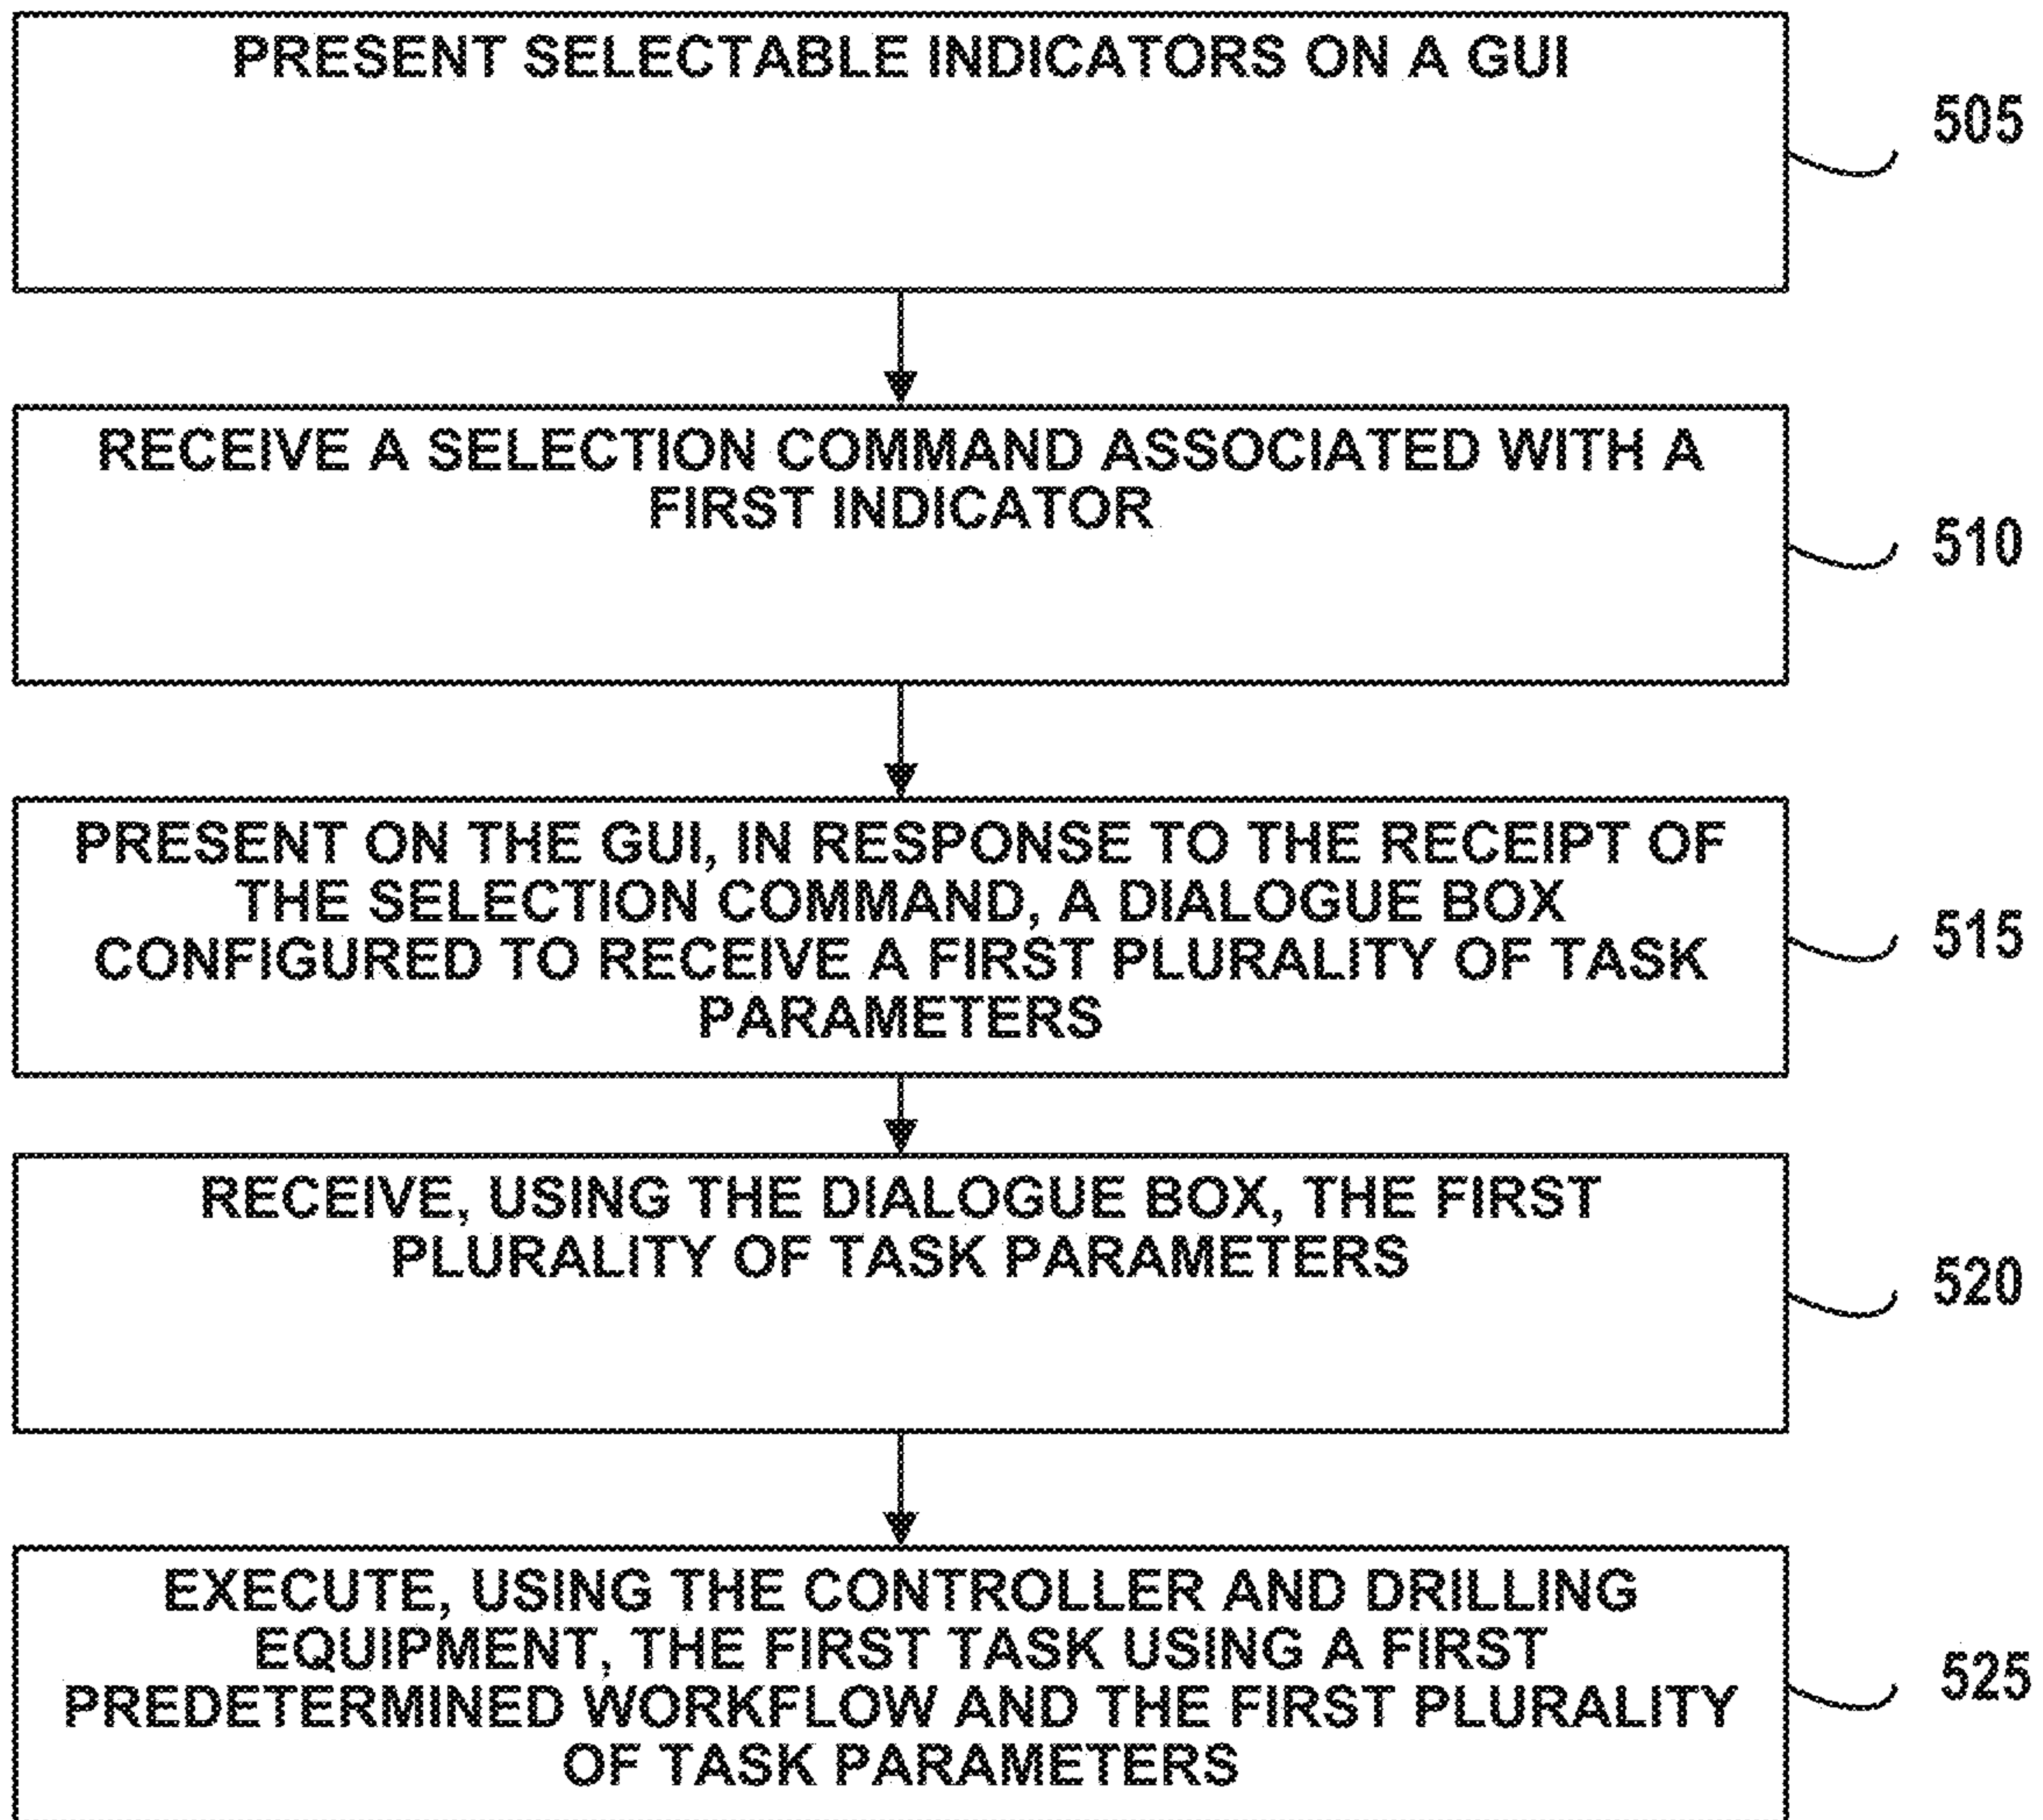 PRESENT SELECTABLE INDICATORS ON A GUI
505
RECEIVE A SELECTION COMMAND ASSOCIATED WITH A
FIRST INDICATOR
510
PRESENT ON THE GUI, IN RESPONSE TO THE RECEIPT OF
THE SELECTION COMMAND, A DIALOGUE BOX
CONFIGURED TO RECEIVE A FIRST PLURALITY OF TASK
PARAMETERS
515
RECEIVE, USING THE DIALOGUE BOX, THE FIRST
PLURALITY OF TASK PARAMETERS
520
EXECUTE, USING THE CONTROLLER AND DRILLING
EQUIPMENT, THE FIRST TASK USING A FIRST
PREDETERMINED WORKFLOW AND THE FIRST PLURALITY
OF TASK PARAMETERS
525